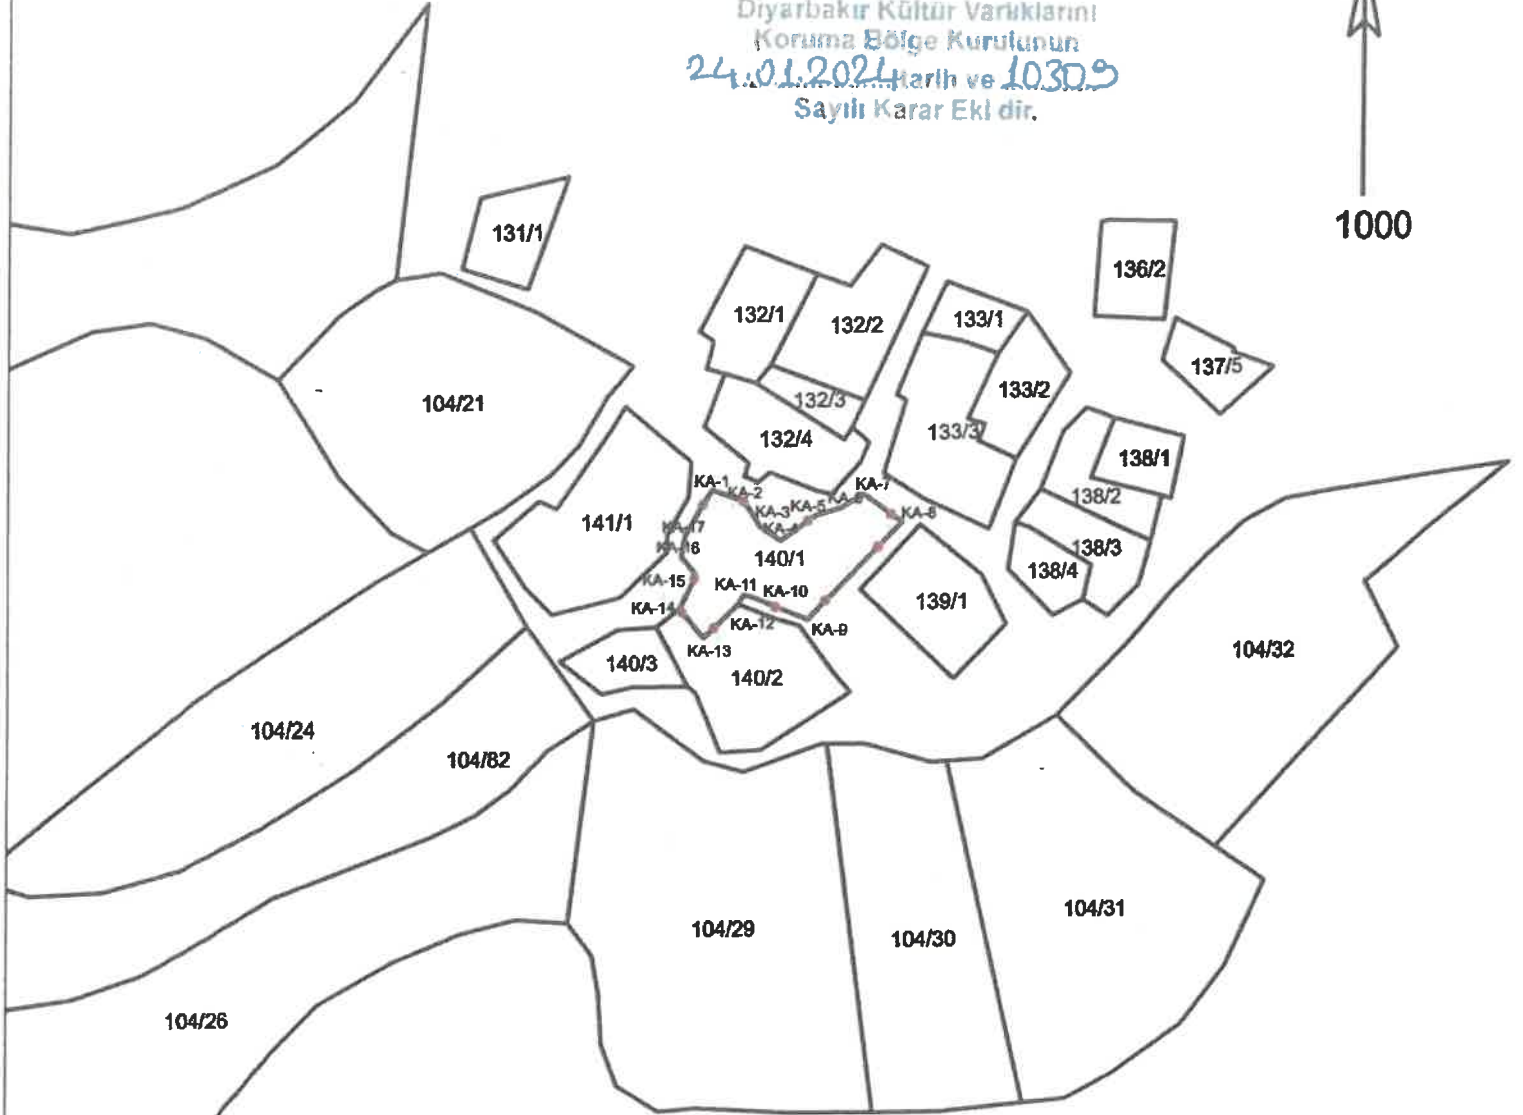 Diyarbakır Kültür Varlıklarını
Koruma Bölge Kurulunun
24.01.2024 tarih ve 10309
Sayılı Karar Eki dir.
1000
131/1
136/2
132/1
132/2
133/1
137/5
133/2
132/3
104/21
133/3
132/4
138/1
KA-1
KA-2
KA-7
138/2
KA-3
KA-5
KA-6
KA-8
141/1
KA-17
KA-4
KA-16
138/3
140/1
138/4
KA-15
KA-11
KA-10
139/1
KA-14
KA-12
KA-9
KA-13
104/32
140/3
140/2
104/24
104/82
104/31
104/29
104/30
104/26